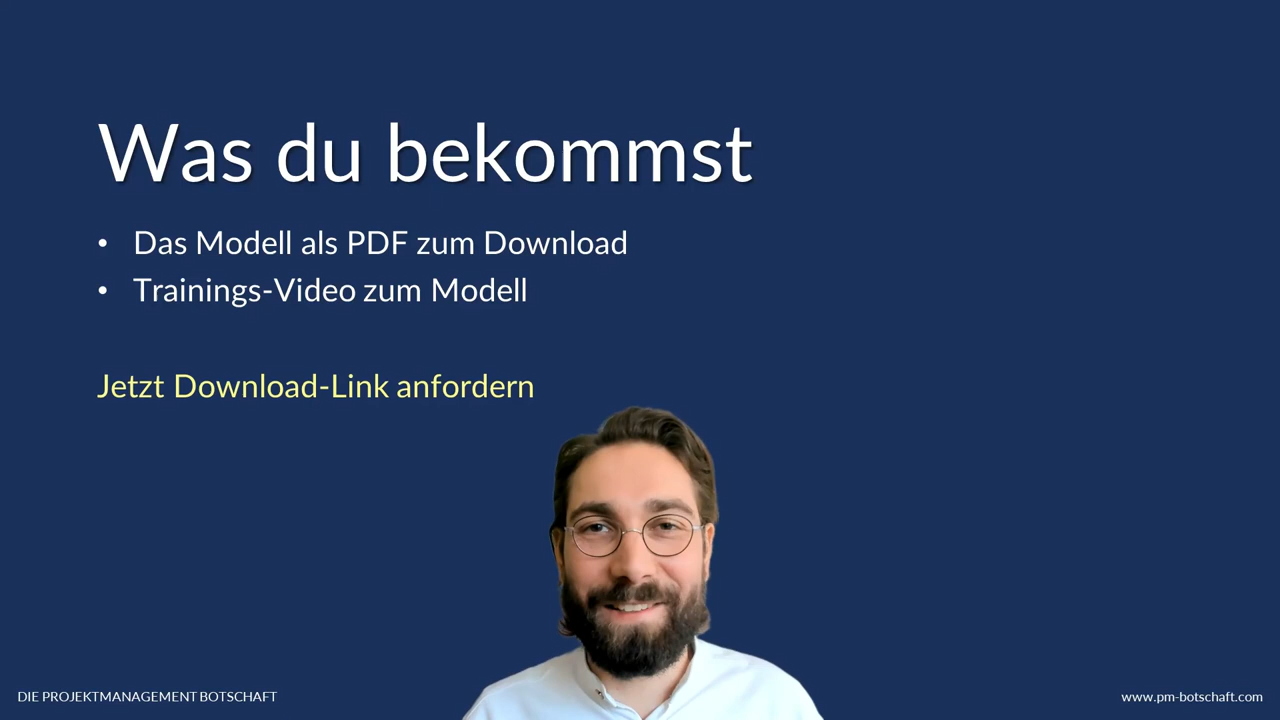 Was du bekommst
• Das Modell als PDF zum Download
• Trainings-Video zum Modell
Jetzt Download-Link anfordern
DIE PROJEKTMANAGEMENT BOTSCHAFT
www.pm-botschaft.com